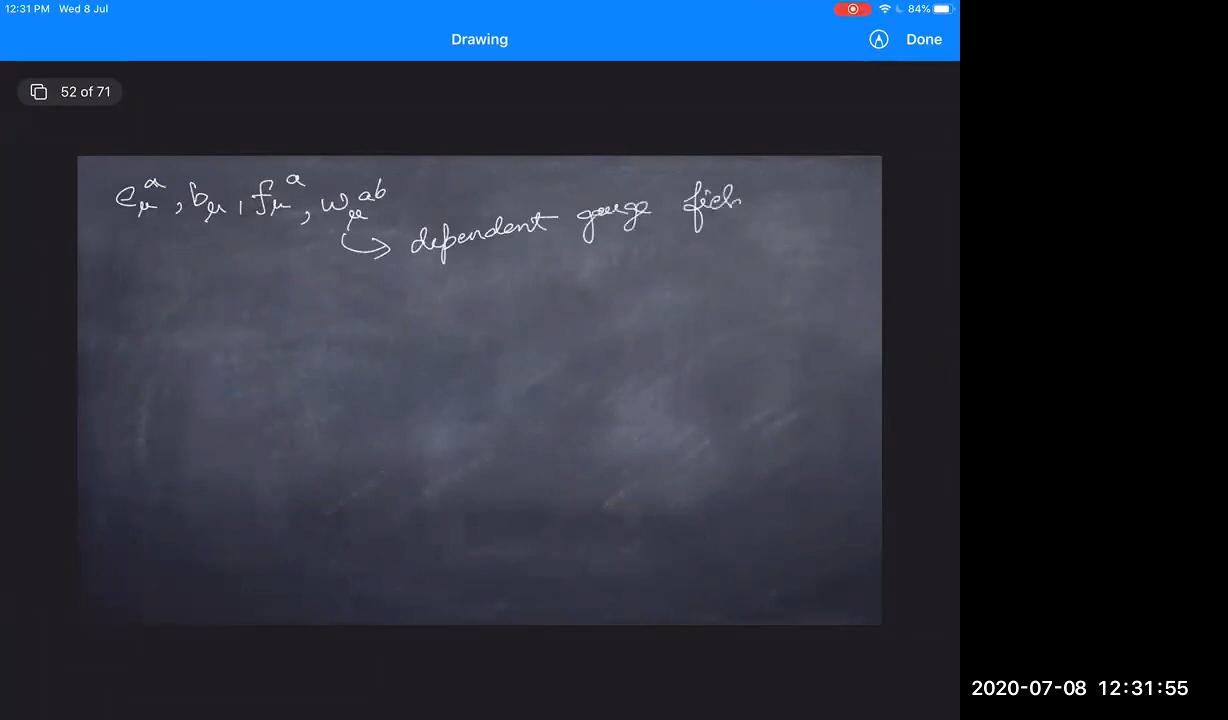 12:31 PM Wed 8 Jul 84%
Drawing Done
52 of 71
e_μ^a, b_μ, f_μ^a, ω_μ^{ab}
↳ dependent gauge
2020-07-08 12:31:55